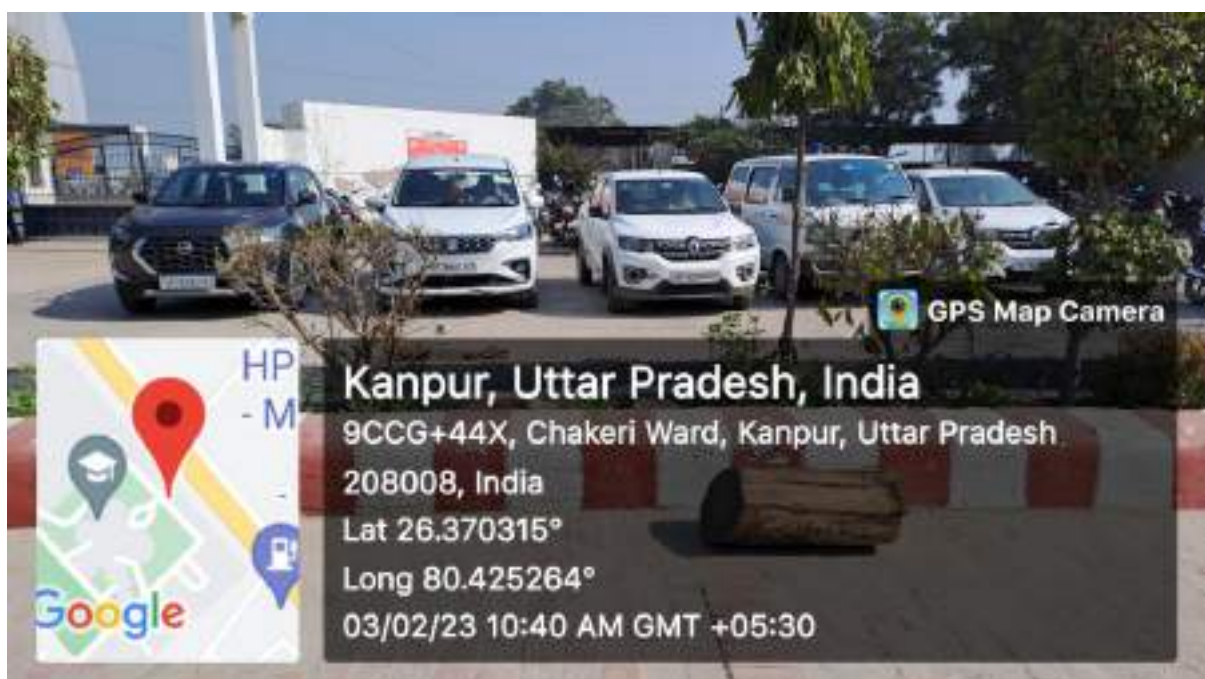 GPS Map Camera
HP
- M
-
Google
Kanpur, Uttar Pradesh, India
9CCG+44X, Chakeri Ward, Kanpur, Uttar Pradesh
208008, India
Lat 26.370315°
Long 80.425264°
03/02/23 10:40 AM GMT +05:30